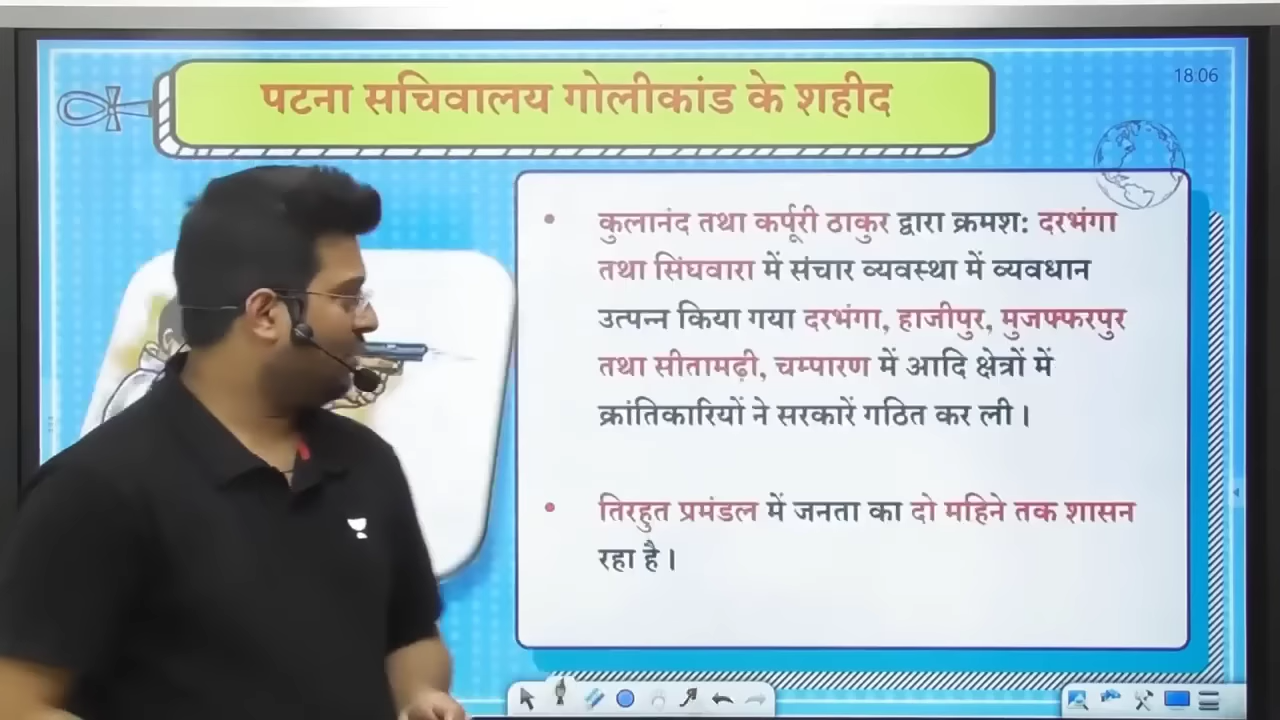 पटना सचिवालय गोलीकांड के शहीद
18:06
• कुलानंद तथा कर्पूरी ठाकुर द्वारा क्रमश: दरभंगा
तथा सिंघवारा में संचार व्यवस्था में व्यवधान
उत्पन्न किया गया दरभंगा, हाजीपुर, मुजफ्फरपुर
तथा सीतामढ़ी, चम्पारण में आदि क्षेत्रों में
क्रांतिकारियों ने सरकारें गठित कर ली।
• तिरहुत प्रमंडल में जनता का दो महिने तक शासन
रहा है।